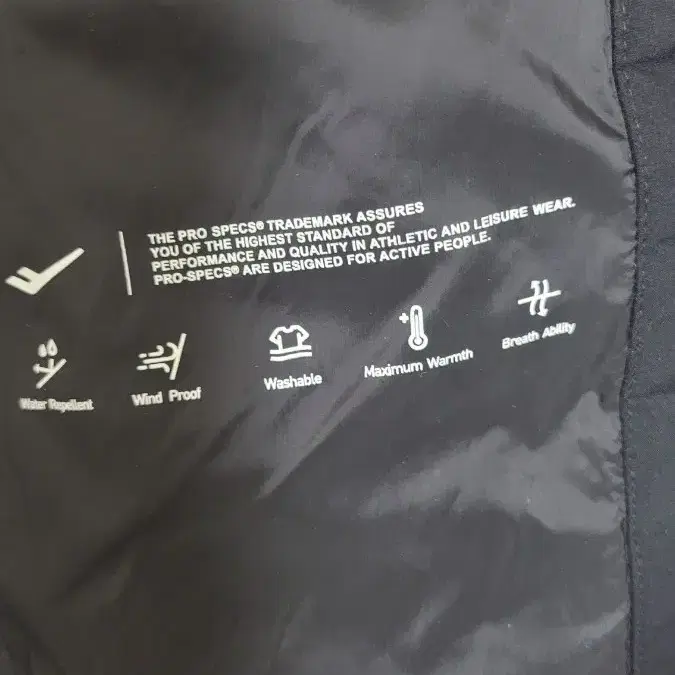 THE PRO SPECS® TRADEMARK ASSURES
YOU OF THE HIGHEST STANDARD OF
PERFORMANCE AND QUALITY IN ATHLETIC AND LEISURE WEAR.
PRO-SPECS® ARE DESIGNED FOR ACTIVE PEOPLE.
Water Repellent
Wind Proof
Washable
Maximum Warmth
Breath Ability